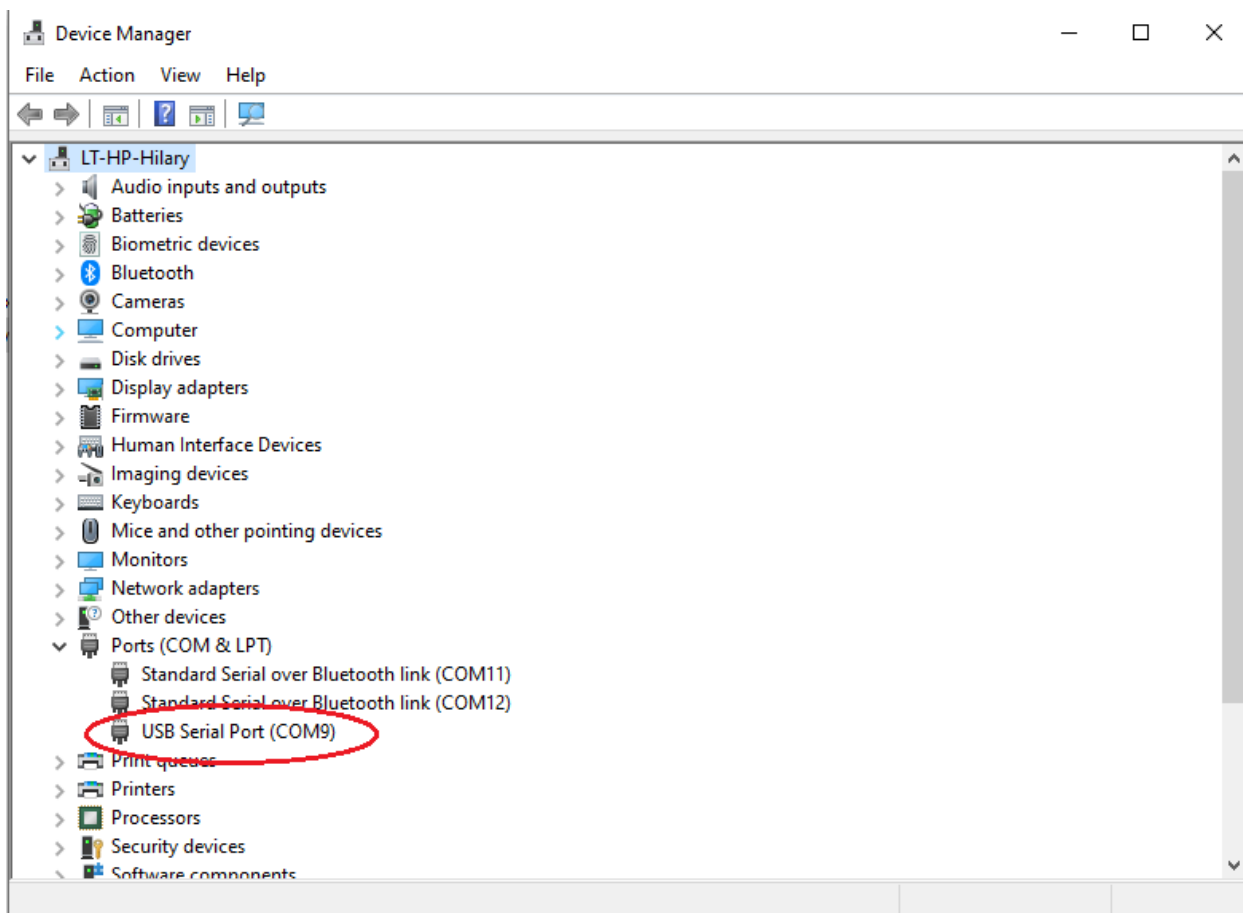 Device Manager
File Action View Help
LT-HP-Hilary
Audio inputs and outputs
Batteries
Biometric devices
Bluetooth
Cameras
Computer
Disk drives
Display adapters
Firmware
Human Interface Devices
Imaging devices
Keyboards
Mice and other pointing devices
Monitors
Network adapters
Other devices
Ports (COM & LPT)
Standard Serial over Bluetooth link (COM11)
Standard Serial over Bluetooth link (COM12)
USB Serial Port (COM9)
Print queues
Printers
Processors
Security devices
Software components